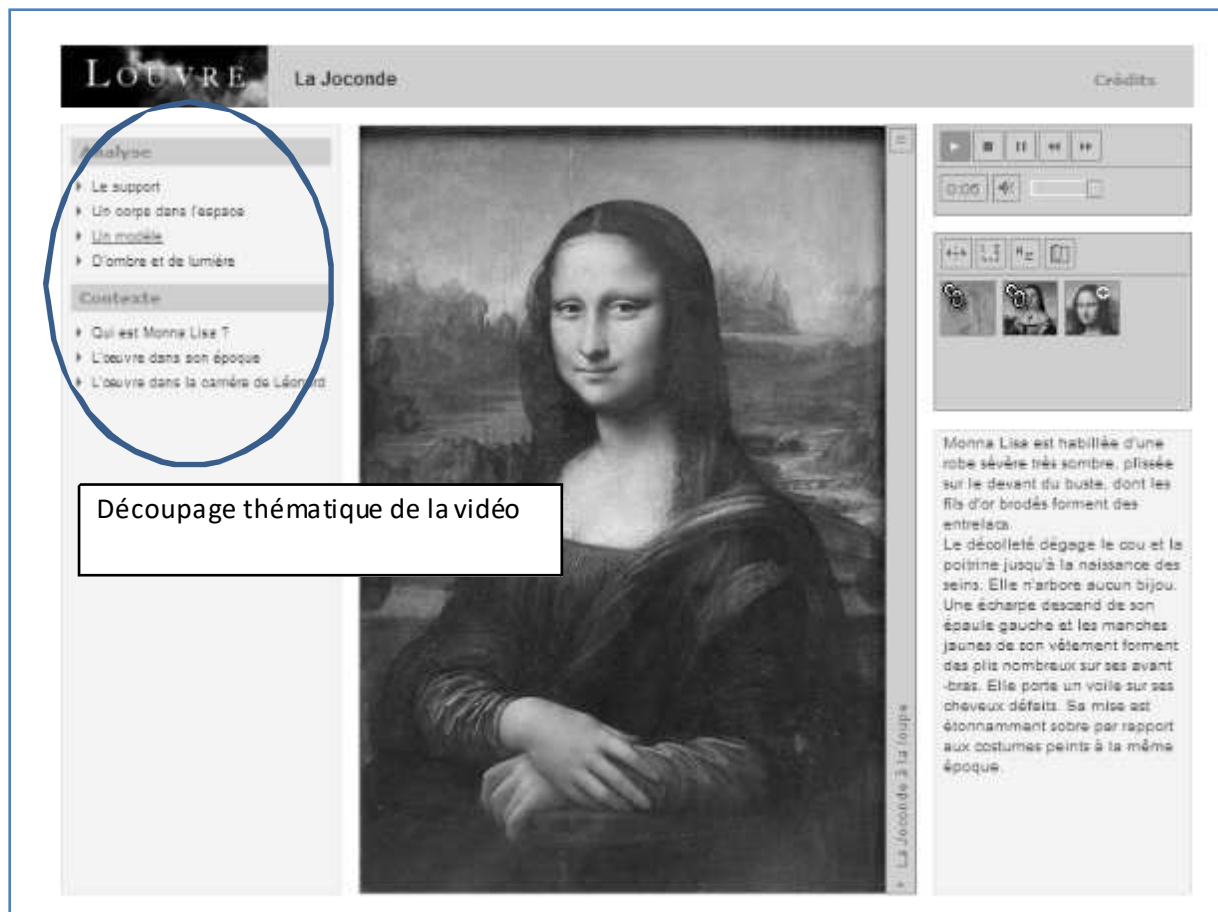 LOUVRE
La Joconde
Crédits
Analyse
Le support
Un corps dans l'espace
Un modèle
D'ombre et de lumière
Contexte
Qui est Monna Lisa ?
L'œuvre dans son époque
L'œuvre dans la carrière de Léonard
Découpage thématique de la vidéo
La Joconde à la loupe
0:06
Monna Lisa est habillée d'une
robe sévère très sombre, plissée
sur le devant du buste, dont les
fils d'or brodés forment des
entrelacs.
Le décolleté dégage le cou et la
poitrine jusqu'à la naissance des
seins. Elle n'arbore aucun bijou.
Une écharpe descend de son
épaule gauche et les manches
jaunes de son vêtement forment
des plis nombreux sur ses avant
-bras. Elle porte un voile sur ses
cheveux défaits. Sa mise est
étonnamment sobre par rapport
aux costumes peints à la même
époque.